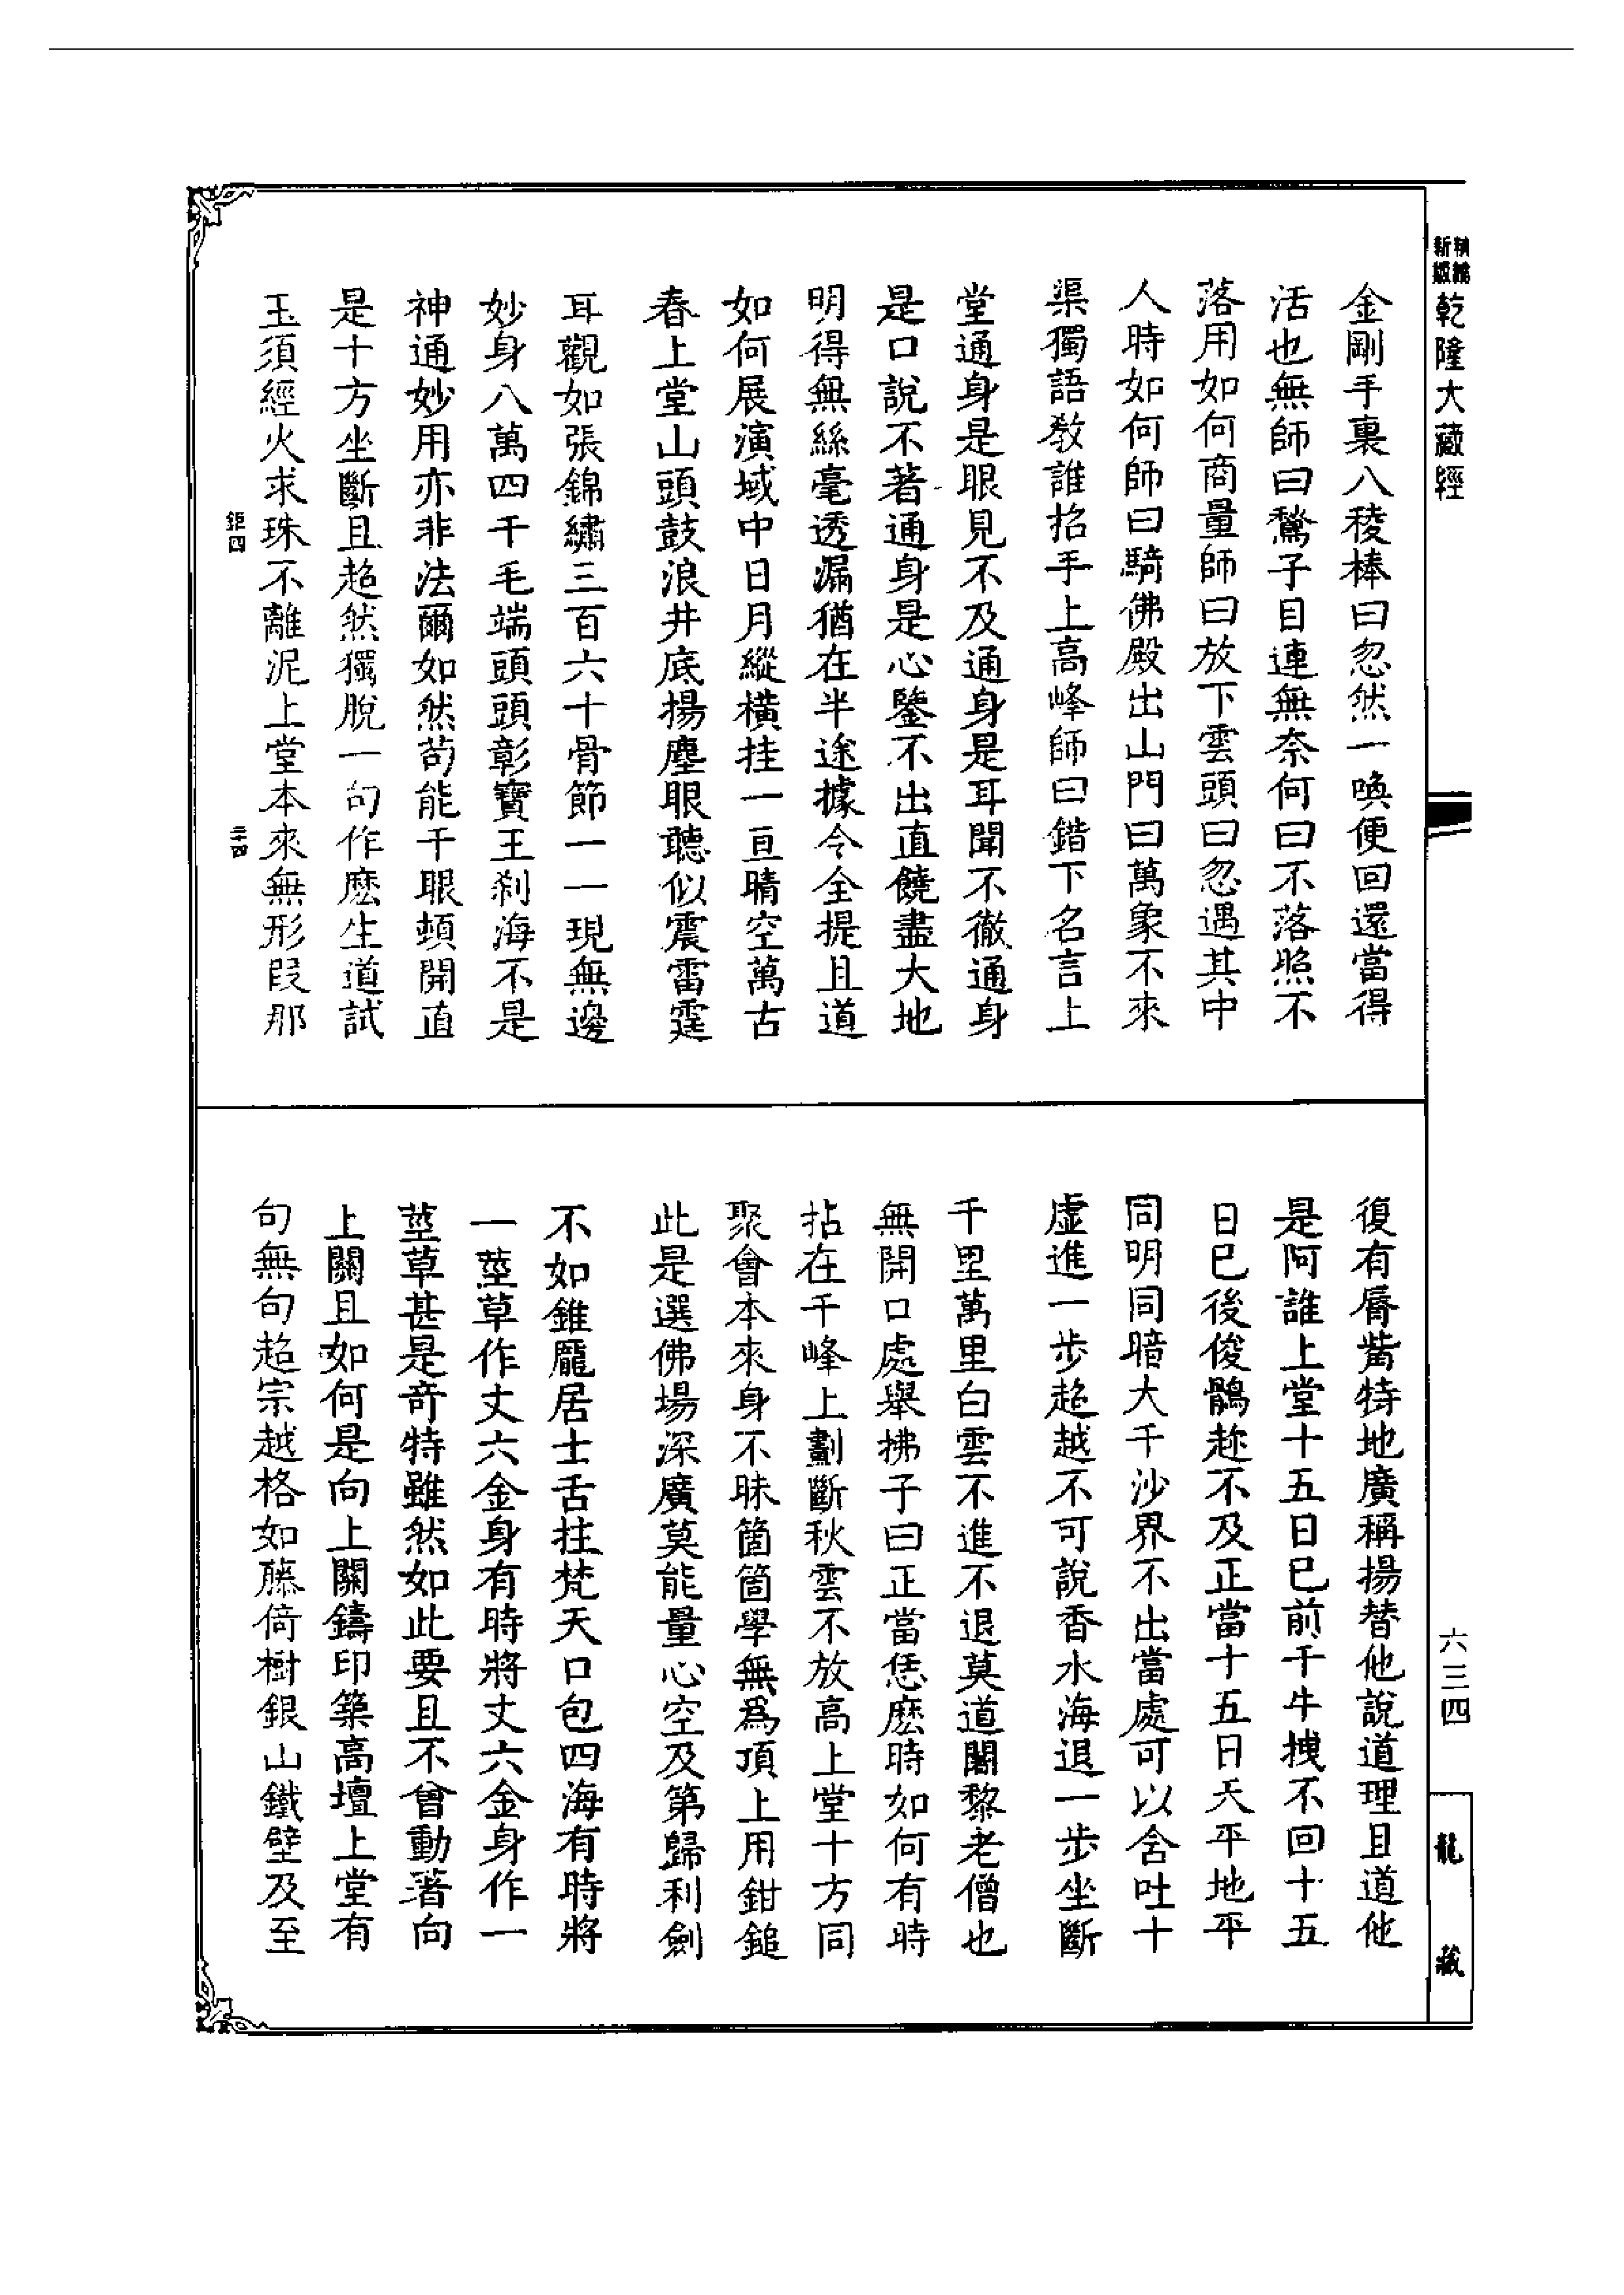 新編
新版
乾隆大藏經
金剛手裏八稜棒曰忽然一喚便回還當得
活也無師曰鶖子目連無奈何曰不落照不
落用如何商量師曰放下雲頭曰忽遇其中
人時如何師曰騎佛殿出山門曰萬象不來
渠獨語教誰招手上高峰師曰錯下名言上
堂通身是眼見不及通身是耳聞不徹通身
是口說不著通身是心鑒不出直饒盡大地
明得無絲毫透漏猶在半途據令全提且道
如何展演域中日月縱橫挂一亘晴空萬古
春上堂山頭鼓浪井底揚塵眼聽似震雷霆
耳觀如張錦繡三百六十骨節一一現無邊
妙身八萬四千毛端頭頭彰寶王剎海不是
神通妙用亦非法爾如然苟能千眼頓開直
是十方坐斷且超然獨脫一句作麽生道試
玉須經火求珠不離泥上堂本來無形段那
鉅四
三十四
復有脣觜特地廣稱揚替他說道理且道他
是阿誰上堂十五日已前千牛拽不回十五
日已後俊鶻趂不及正當十五日天平地平
同明同暗大千沙界不出當處可以含吐十
虛進一步超越不可說香水海退一步坐斷
千里萬里白雲不進不退莫道闍黎老僧也
無開口處舉拂子曰正當恁麽時如何有時
拈在千峰上劃斷秋雲不放高上堂十方同
聚會本來身不昧箇箇學無爲頂上用鉗鎚
此是選佛場深廣莫能量心空及第歸利劍
不如錐龐居士舌拄梵天口包四海有時將
一莖草作丈六金身有時將丈六金身作一
莖草甚是奇特雖然如此要且不曾動著向
上關且如何是向上關鑄印築高壇上堂有
句無句超宗越格如藤倚樹銀山鐵壁及至
六三四
龍
藏